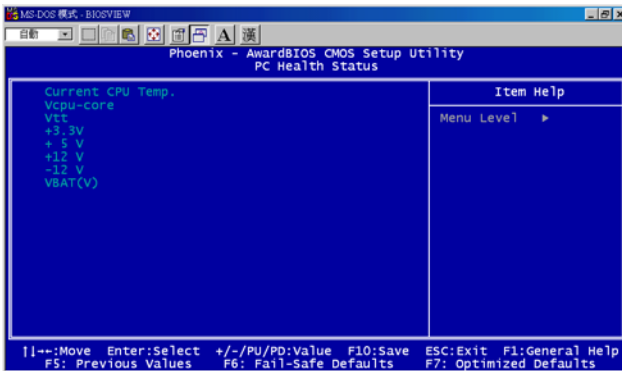 MS-DOS 模式 - BIOSVIEW
自動
A 漢
Phoenix - AwardBIOS CMOS Setup Utility
PC Health Status
Current CPU Temp.
Vcpu-core
Vtt
+3.3V
+ 5 V
+12 V
-12 V
VBAT(V)
Item Help
Menu Level ►
↑↓→←:Move Enter:Select +/-/PU/PD:Value F10:Save ESC:Exit F1:General Help
F5: Previous Values F6: Fail-Safe Defaults F7: Optimized Defaults